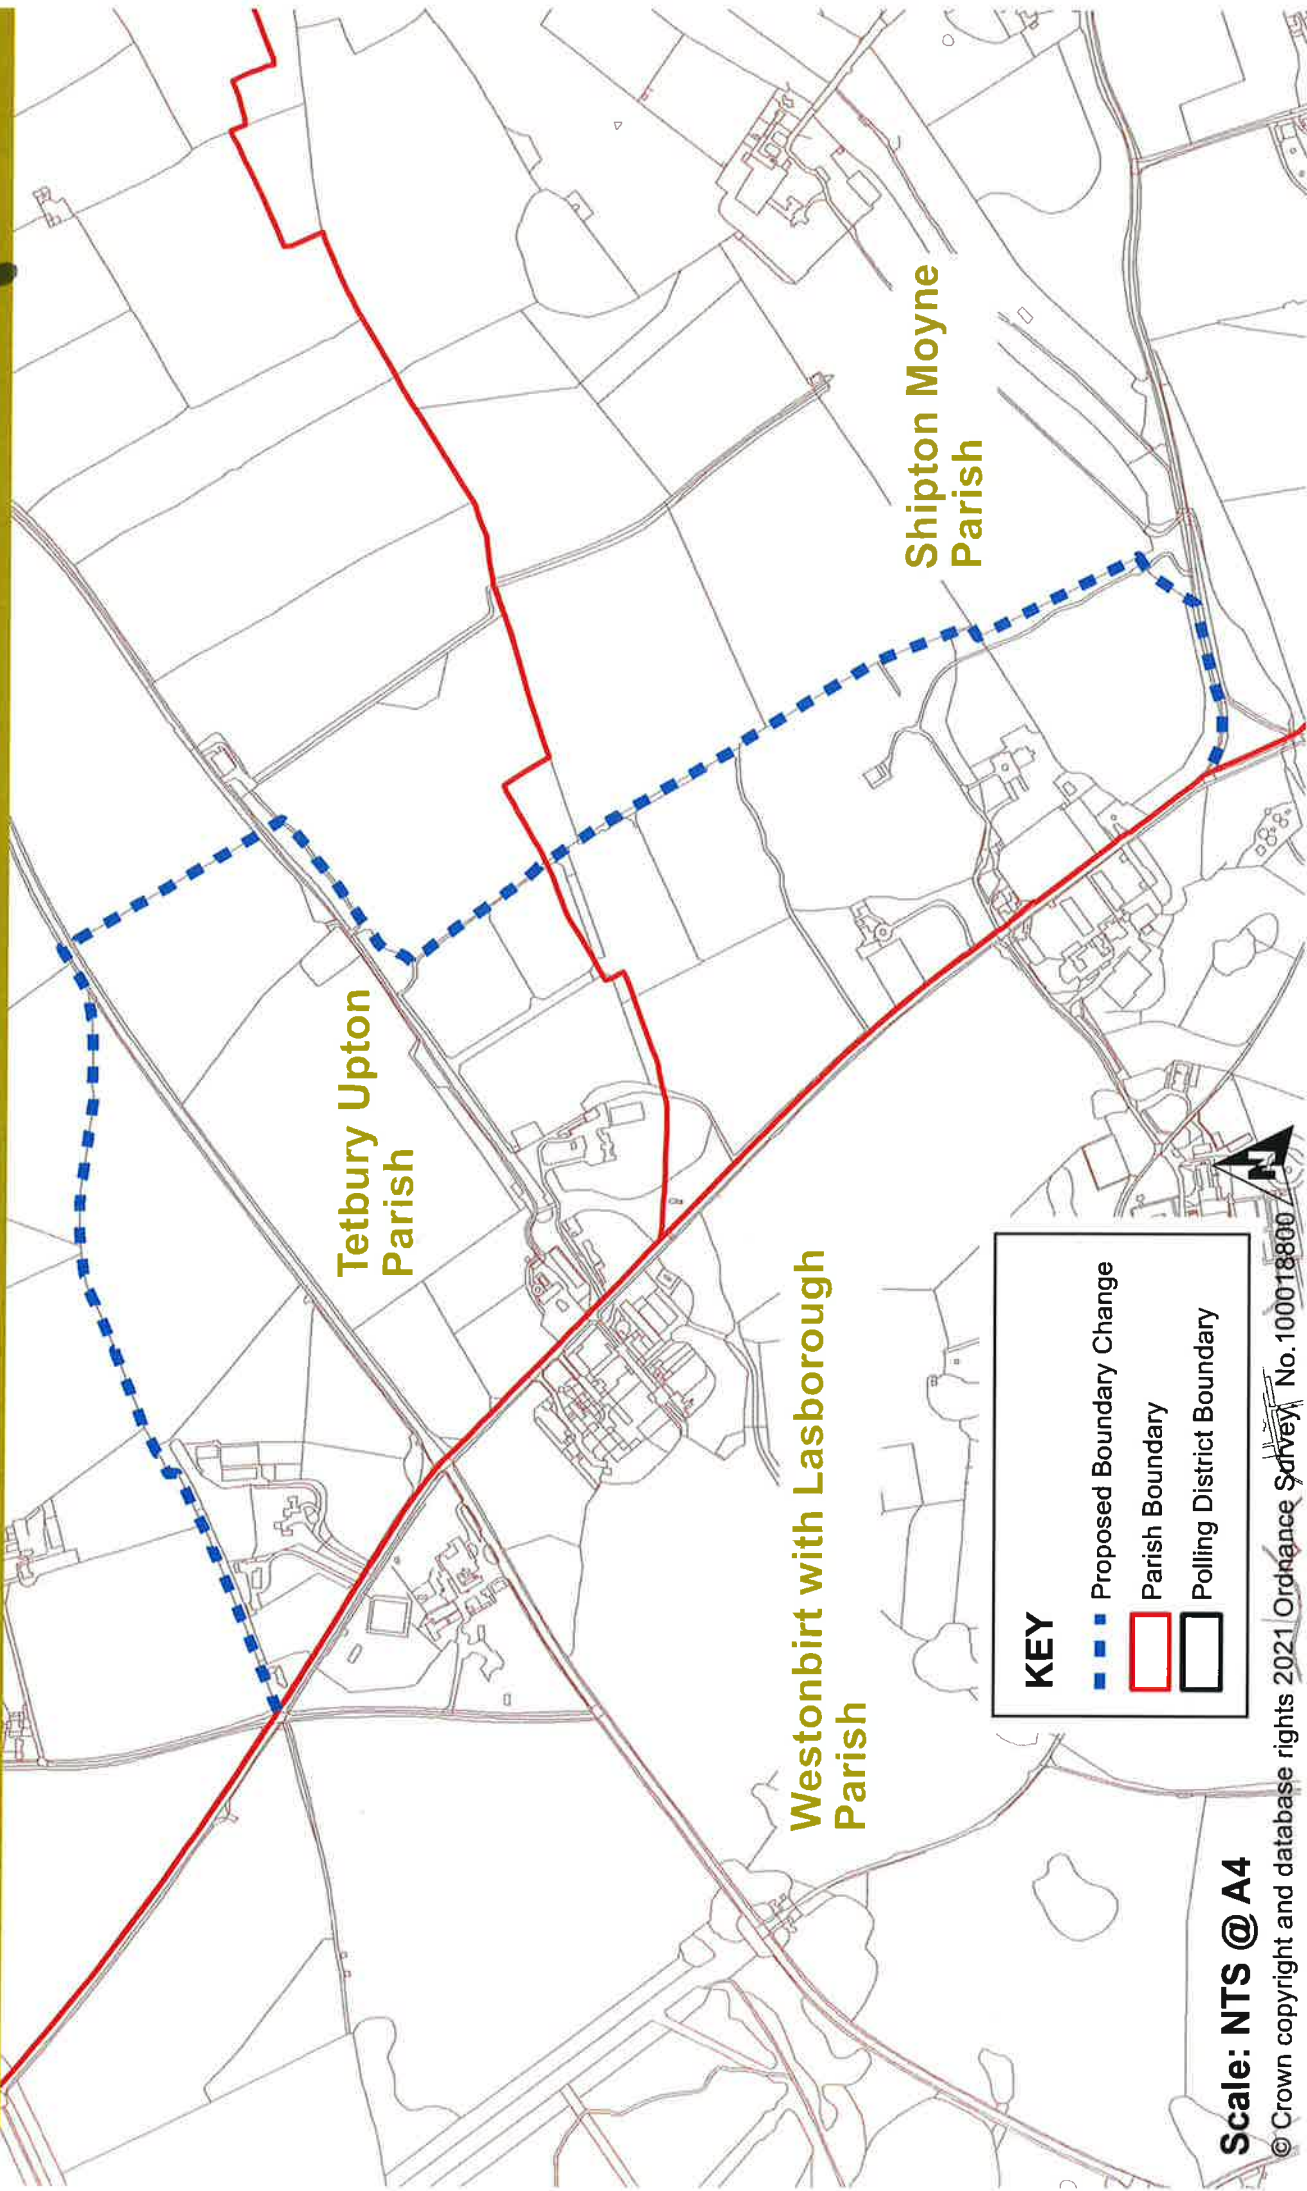 Tetbury Upton
Parish
Shipton Moyne
Parish
Westonbirt with Lasborough
Parish
KEY
Proposed Boundary Change
Parish Boundary
Polling District Boundary
N
Scale: NTS @ A4
© Crown copyright and database rights 2021 Ordnance Survey, No. 100018800